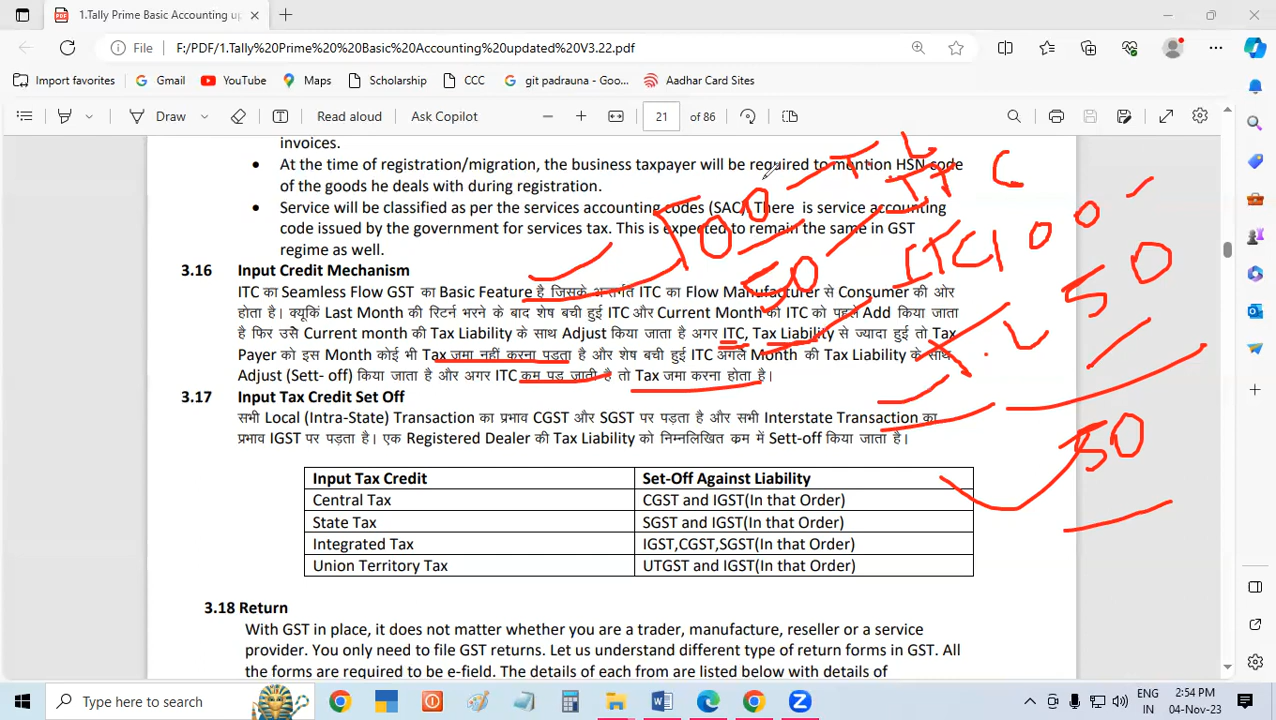 1.Tally Prime Basic Accounting up
File
F:/PDF/1.Tally%20Prime%20%20Basic%20Accounting%20updated%20V3.22.pdf
Import favorites
Gmail
YouTube
Maps
Scholarship
CCC
git padrauna - Goo...
Aadhar Card Sites
Draw
21
of 86
Read aloud
Ask Copilot
invoices.
• At the time of registration/migration, the business taxpayer will be required to mention HSN code
of the goods he deals with during registration.
• Service will be classified as per the services accounting codes (SAC). There is service accounting
code issued by the government for services tax. This is expected to remain the same in GST
regime as well.
3.16 Input Credit Mechanism
ITC का Seamless Flow GST का Basic Feature है जिसके अन्तर्गत ITC का Flow Manufacturer से Consumer की ओर
होता है। क्यूकिं Last Month की रिटर्न भरने के बाद शेष बची हुई ITC और Current Month को ITC को पहले Add किया जाता
है फिर उसे Current month की Tax Liability के साथ Adjust किया जाता है अगर ITC, Tax Liability से ज्यादा हुई तो Tax
Payer को इस Month कोई भी Tax जमा नहीं करना पड़ता है और शेष बची हुई ITC अगले Month की Tax Liability के साथ
Adjust (Sett- off) किया जाता है और अगर ITC कम पड़ जाती है तो Tax जमा करना होता है।
3.17 Input Tax Credit Set Off
सभी Local (Intra-State) Transaction का प्रभाव CGST और SGST पर पड़ता है और सभी Interstate Transaction का
प्रभाव IGST पर पड़ता है। एक Registered Dealer की Tax Liability को निम्नलिखित क्रम में Sett-off किया जाता है।
Input Tax Credit Set-Off Against Liability
Central Tax CGST and IGST(In that Order)
State Tax SGST and IGST(In that Order)
Integrated Tax IGST,CGST,SGST(In that Order)
Union Territory Tax UTGST and IGST(In that Order)
3.18 Return
With GST in place, it does not matter whether you are a trader, manufacture, reseller or a service
provider. You only need to file GST returns. Let us understand different type of return forms in GST. All
the forms are required to be e-field. The details of each from are listed below with details of
100
50
ITC 100
50
50
Type here to search
ENG
IN
2:54 PM
04-Nov-23